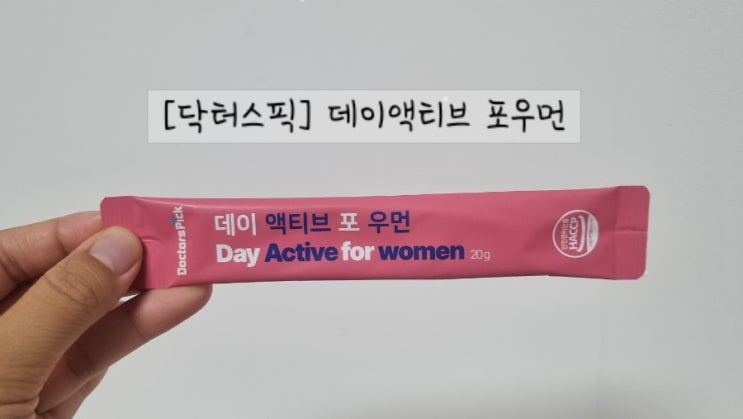 [닥터스픽] 데이액티브 포우먼
DoctorsPick
데이 액티브 포 우먼
Day Active for women 20g
HACCP